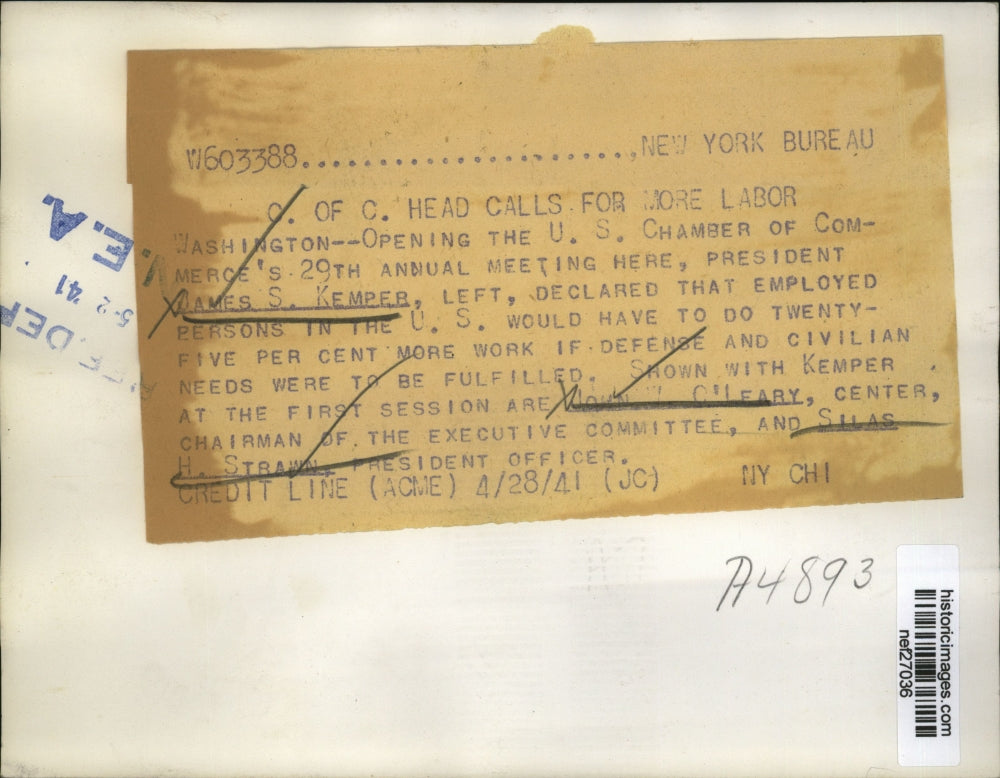 W603388......................,NEW YORK BUREAU
C. OF C. HEAD CALLS FOR MORE LABOR
WASHINGTON--OPENING THE U. S. CHAMBER OF COM-
MERCE'S 29TH ANNUAL MEETING HERE, PRESIDENT
JAMES S. KEMPER, LEFT, DECLARED THAT EMPLOYED
PERSONS IN THE U. S. WOULD HAVE TO DO TWENTY-
FIVE PER CENT MORE WORK IF DEFENSE AND CIVILIAN
NEEDS WERE TO BE FULFILLED. SHOWN WITH KEMPER
AT THE FIRST SESSION ARE JOHN W. O'LEARY, CENTER,
CHAIRMAN OF THE EXECUTIVE COMMITTEE, AND SILAS
H. STRAWN, PRESIDENT OFFICER.
CREDIT LINE (ACME) 4/28/41 (JC) NY CHI
N.E.A.
5-2 '41
A4893
historicimages.com
nef27036